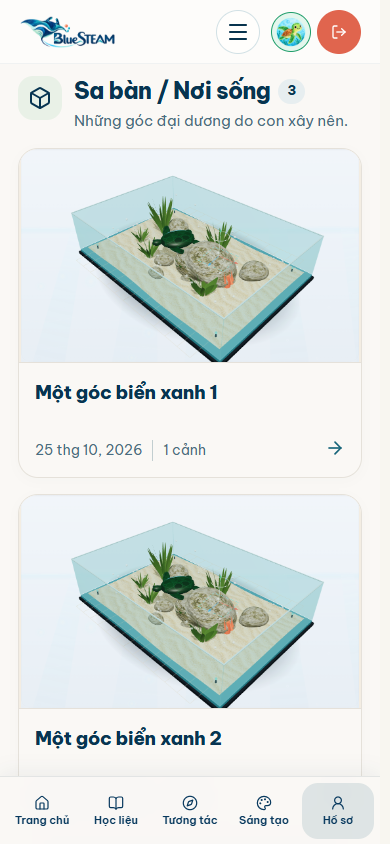 BlueSTEAM
Sa bàn / Nơi sống 3
Những góc đại dương do con xây nên.
Một góc biển xanh 1
25 thg 10, 2026 1 cảnh
Một góc biển xanh 2
Trang chủ Học liệu Tương tác Sáng tạo Hồ sơ